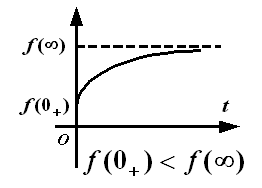 f(∞)
f(0₊)
t
O
f(0₊) < f(∞)